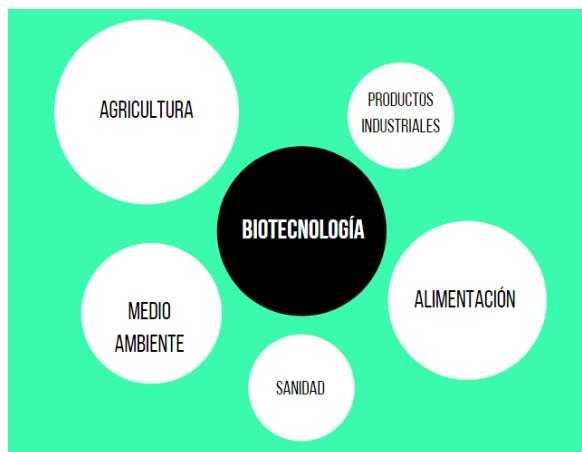 AGRICULTURA
PRODUCTOS
INDUSTRIALES
BIOTECNOLOGÍA
MEDIO
AMBIENTE
ALIMENTACIÓN
SANIDAD